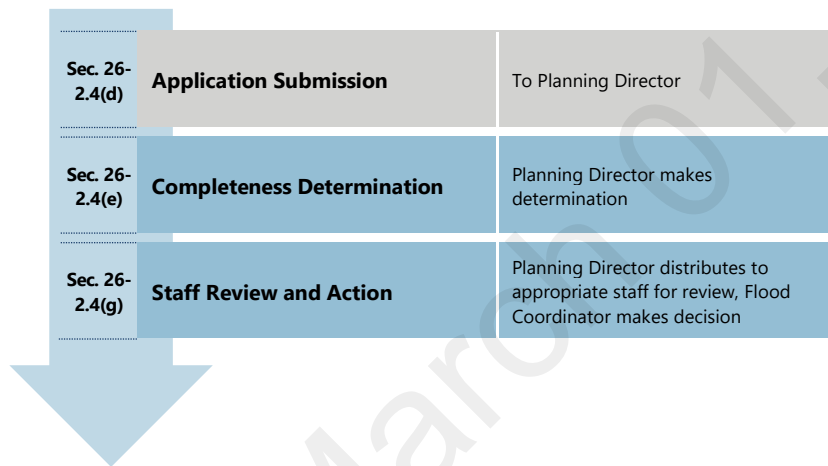 Sec. 26-
2.4(d)
Application Submission
To Planning Director
Sec. 26-
2.4(e)
Completeness Determination
Planning Director makes
determination
Sec. 26-
2.4(g)
Staff Review and Action
Planning Director distributes to
appropriate staff for review, Flood
Coordinator makes decision
March 01,